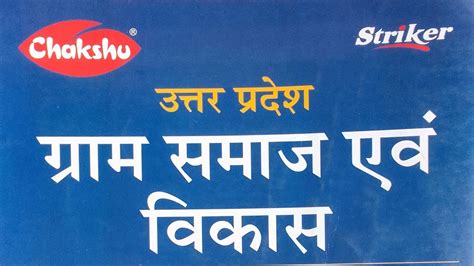 Chakshu® Striker
उत्तर प्रदेश
ग्राम समाज एवं
विकास